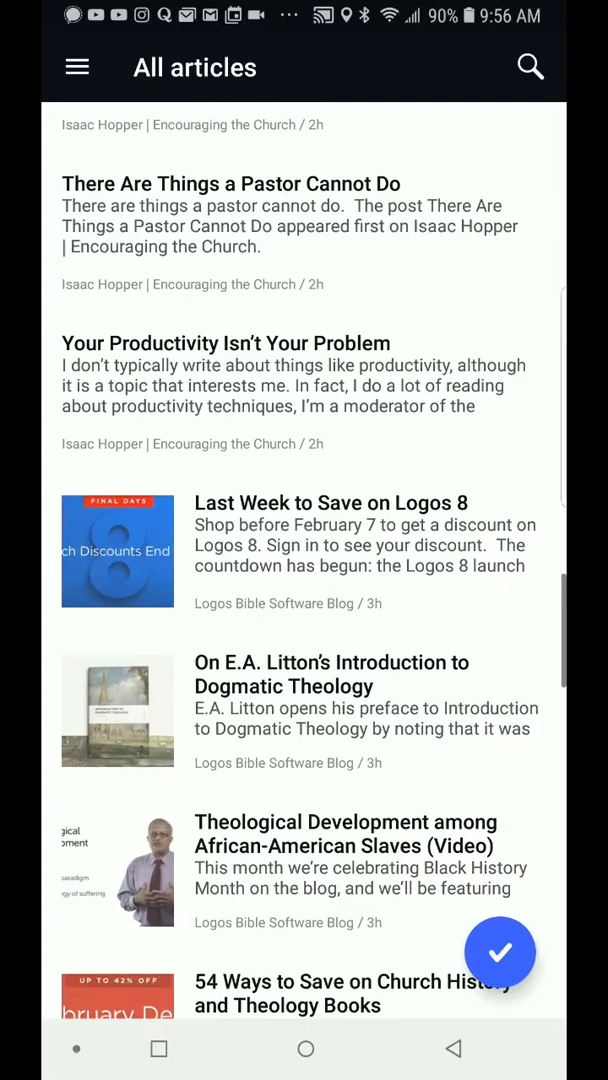 90% 9:56 AM
All articles
Isaac Hopper | Encouraging the Church / 2h
There Are Things a Pastor Cannot Do
There are things a pastor cannot do.  The post There Are
Things a Pastor Cannot Do appeared first on Isaac Hopper
| Encouraging the Church.
Isaac Hopper | Encouraging the Church / 2h
Your Productivity Isn’t Your Problem
I don’t typically write about things like productivity, although
it is a topic that interests me. In fact, I do a lot of reading
about productivity techniques, I’m a moderator of the
Isaac Hopper | Encouraging the Church / 2h
FINAL DAYS
8
ch Discounts End
Last Week to Save on Logos 8
Shop before February 7 to get a discount on
Logos 8. Sign in to see your discount.  The
countdown has begun: the Logos 8 launch
Logos Bible Software Blog / 3h
On E.A. Litton’s Introduction to
Dogmatic Theology
E.A. Litton opens his preface to Introduction
to Dogmatic Theology by noting that it was
Logos Bible Software Blog / 3h
gical
oment
paradigm
ogy of suffering
Theological Development among
African-American Slaves (Video)
This month we’re celebrating Black History
Month on the blog, and we’ll be featuring
Logos Bible Software Blog / 3h
UP TO 42% OFF
bruary De
54 Ways to Save on Church History
and Theology Books